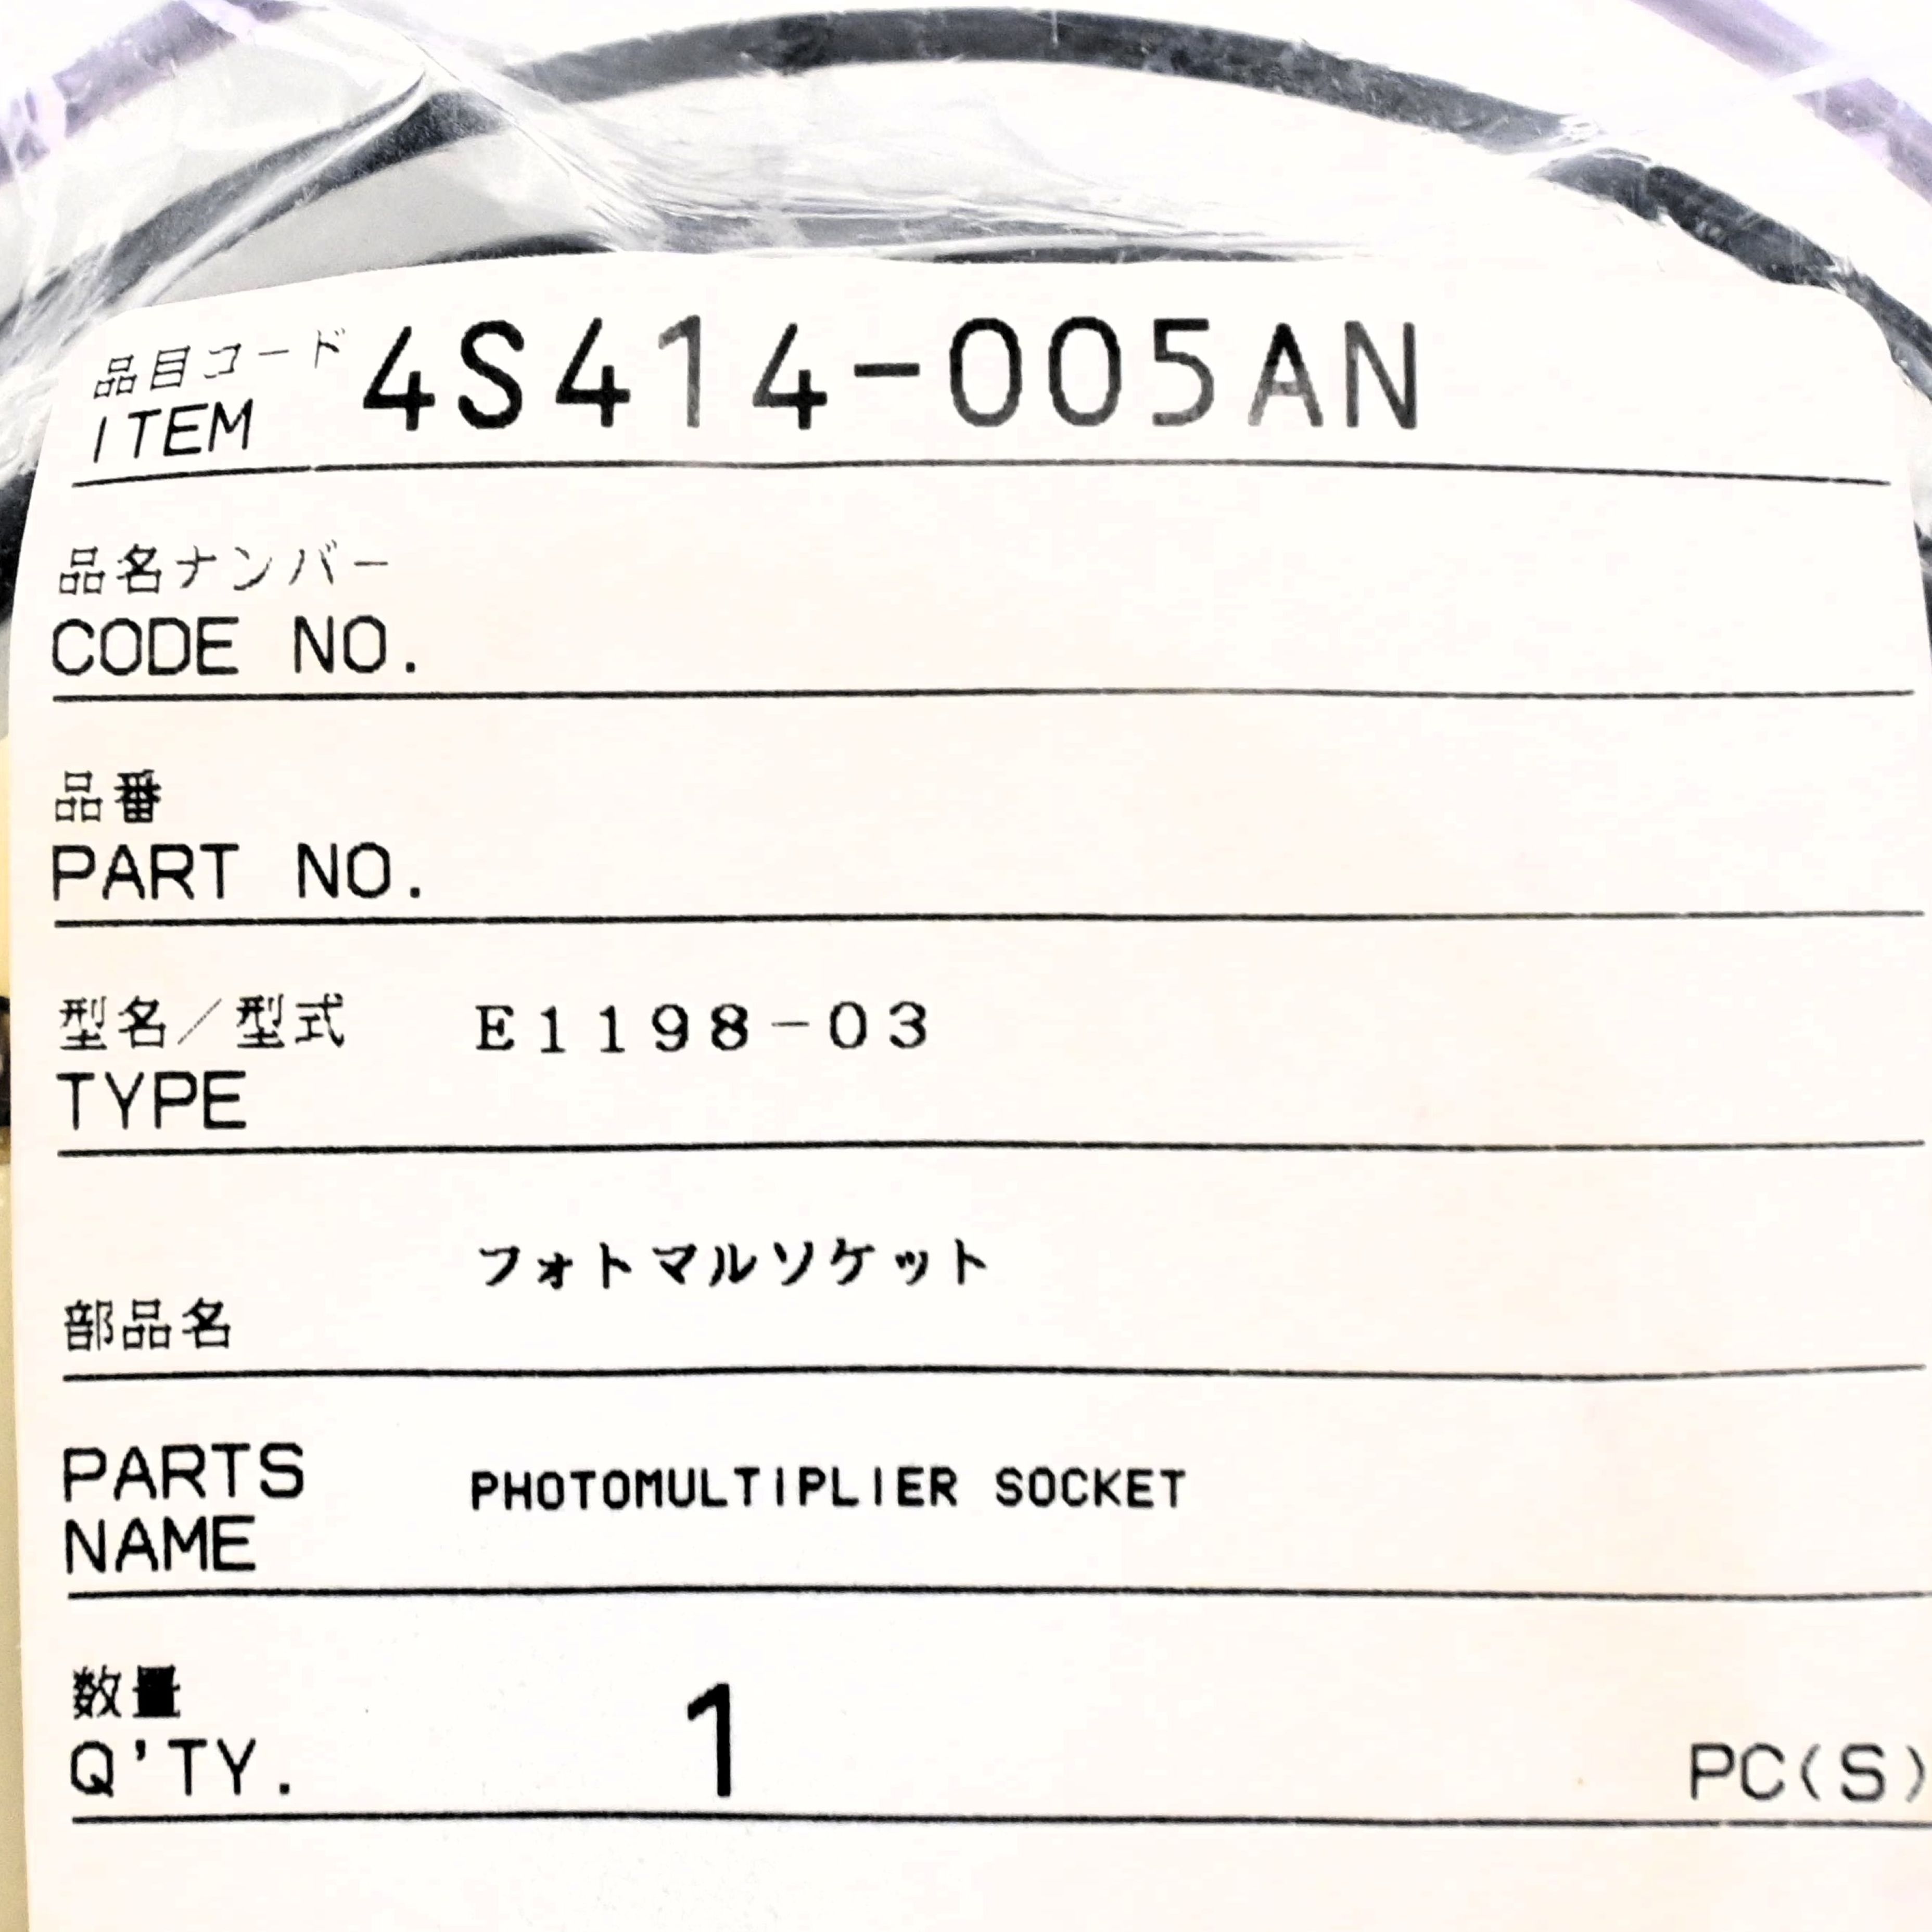 品目コード 4S414-005AN
ITEM
品名ナンバー
CODE NO.
品番
PART NO.
型名／型式 E1198-03
TYPE
フォトマルソケット
部品名
PARTS
PHOTOMULTIPLIER SOCKET
NAME
数量
1
Q'TY.
PC(S)